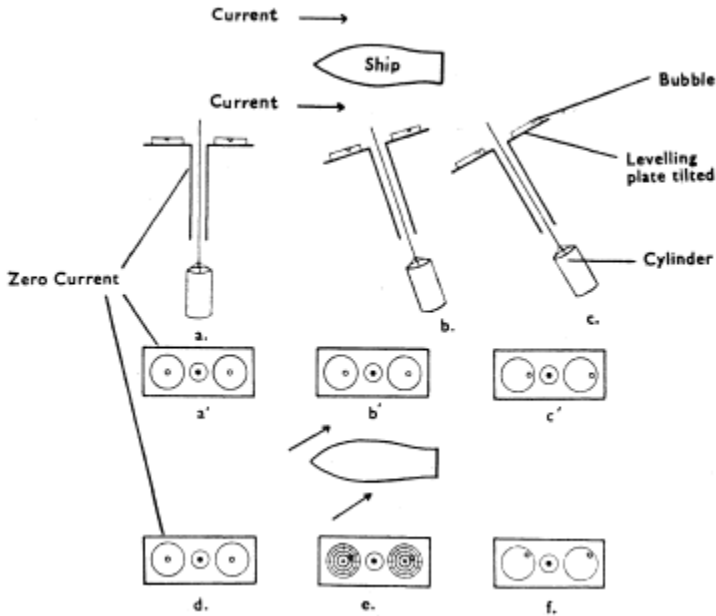 Current
Ship
Current
Bubble
Levelling
plate tilted
Cylinder
Zero Current
a.
b.
c.
a′
b′
c′
d.
e.
f.